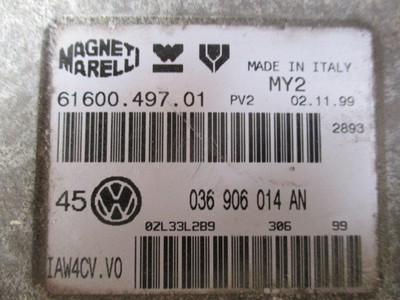 MAGNETI MARELLI
MADE IN ITALY
MY2
61600.497.01 PV2 02.11.99
2893
45 036 906 014 AN
0ZL33L2B9 306 99
IAW4CV.V0